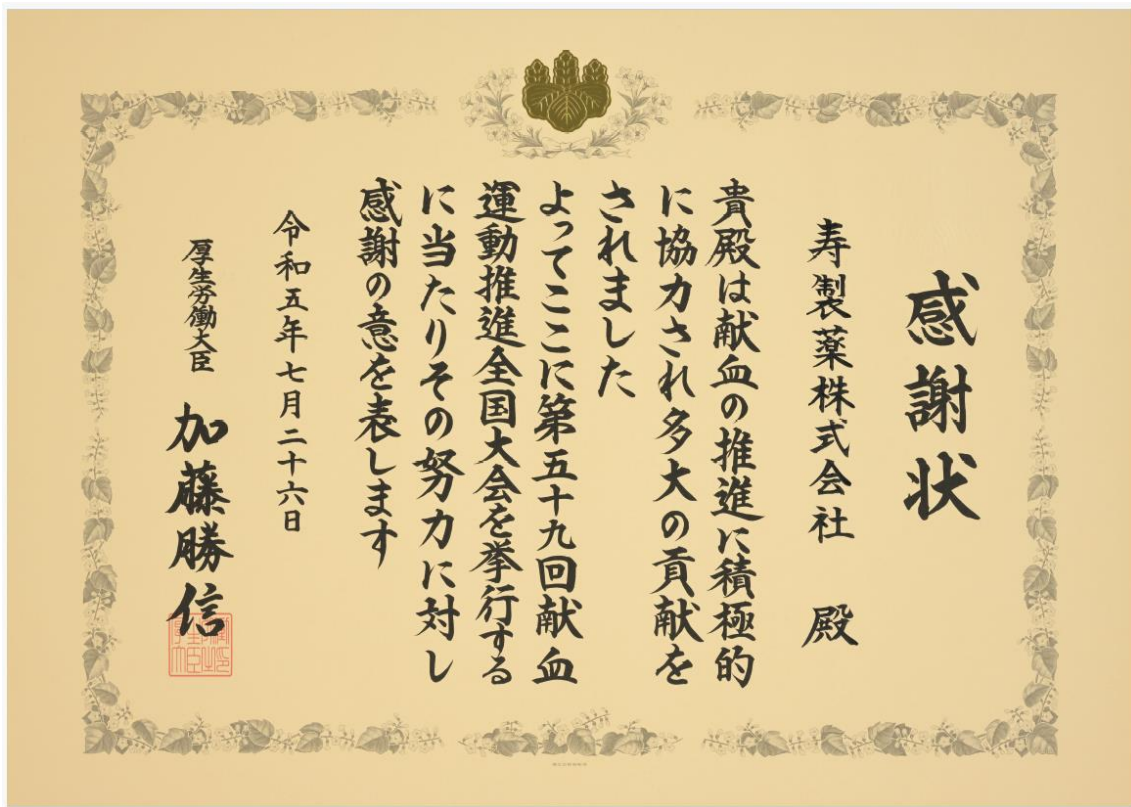 感謝状
寿製薬株式会社 殿
貴殿は献血の推進に積極的
に協力され多大の貢献を
されました
よってここに第五十九回献血
運動推進全国大会を挙行する
に当たりその努力に対し
感謝の意を表します
令和五年七月二十六日
厚生労働大臣 加藤勝信